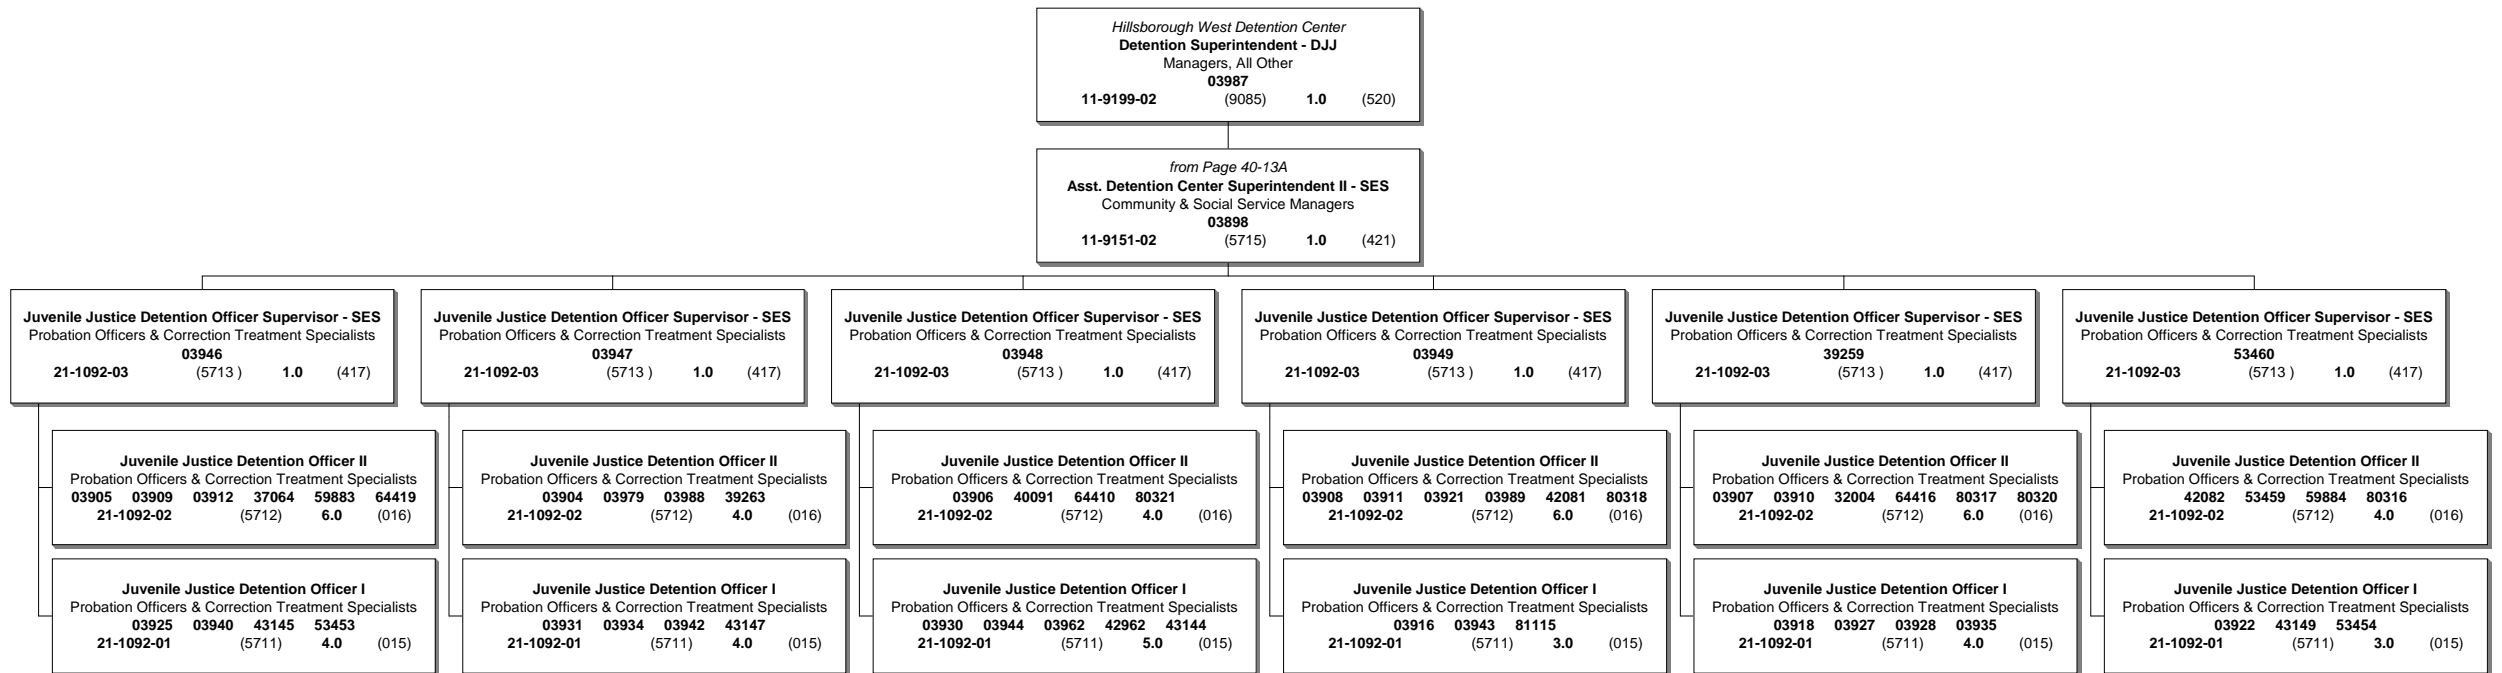 Hillsborough West Detention Center
Detention Superintendent - DJJ
Managers, All Other
03987
11-9199-02 (9085) 1.0 (520)
from Page 40-13A
Asst. Detention Center Superintendent II - SES
Community & Social Service Managers
03898
11-9151-02 (5715) 1.0 (421)
Juvenile Justice Detention Officer Supervisor - SES
Probation Officers & Correction Treatment Specialists
03946
21-1092-03 (5713 ) 1.0 (417)
Juvenile Justice Detention Officer II
Probation Officers & Correction Treatment Specialists
03905 03909 03912 37064 59883 64419
21-1092-02 (5712) 6.0 (016)
Juvenile Justice Detention Officer I
Probation Officers & Correction Treatment Specialists
03925 03940 43145 53453
21-1092-01 (5711) 4.0 (015)
Juvenile Justice Detention Officer Supervisor - SES
Probation Officers & Correction Treatment Specialists
03947
21-1092-03 (5713 ) 1.0 (417)
Juvenile Justice Detention Officer II
Probation Officers & Correction Treatment Specialists
03904 03979 03988 39263
21-1092-02 (5712) 4.0 (016)
Juvenile Justice Detention Officer I
Probation Officers & Correction Treatment Specialists
03931 03934 03942 43147
21-1092-01 (5711) 4.0 (015)
Juvenile Justice Detention Officer Supervisor - SES
Probation Officers & Correction Treatment Specialists
03948
21-1092-03 (5713 ) 1.0 (417)
Juvenile Justice Detention Officer II
Probation Officers & Correction Treatment Specialists
03906 40091 64410 80321
21-1092-02 (5712) 4.0 (016)
Juvenile Justice Detention Officer I
Probation Officers & Correction Treatment Specialists
03930 03944 03962 42962 43144
21-1092-01 (5711) 5.0 (015)
Juvenile Justice Detention Officer Supervisor - SES
Probation Officers & Correction Treatment Specialists
03949
21-1092-03 (5713 ) 1.0 (417)
Juvenile Justice Detention Officer II
Probation Officers & Correction Treatment Specialists
03908 03911 03921 03989 42081 80318
21-1092-02 (5712) 6.0 (016)
Juvenile Justice Detention Officer I
Probation Officers & Correction Treatment Specialists
03916 03943 81115
21-1092-01 (5711) 3.0 (015)
Juvenile Justice Detention Officer Supervisor - SES
Probation Officers & Correction Treatment Specialists
39259
21-1092-03 (5713 ) 1.0 (417)
Juvenile Justice Detention Officer II
Probation Officers & Correction Treatment Specialists
03907 03910 32004 64416 80317 80320
21-1092-02 (5712) 6.0 (016)
Juvenile Justice Detention Officer I
Probation Officers & Correction Treatment Specialists
03918 03927 03928 03935
21-1092-01 (5711) 4.0 (015)
Juvenile Justice Detention Officer Supervisor - SES
Probation Officers & Correction Treatment Specialists
53460
21-1092-03 (5713 ) 1.0 (417)
Juvenile Justice Detention Officer II
Probation Officers & Correction Treatment Specialists
42082 53459 59884 80316
21-1092-02 (5712) 4.0 (016)
Juvenile Justice Detention Officer I
Probation Officers & Correction Treatment Specialists
03922 43149 53454
21-1092-01 (5711) 3.0 (015)